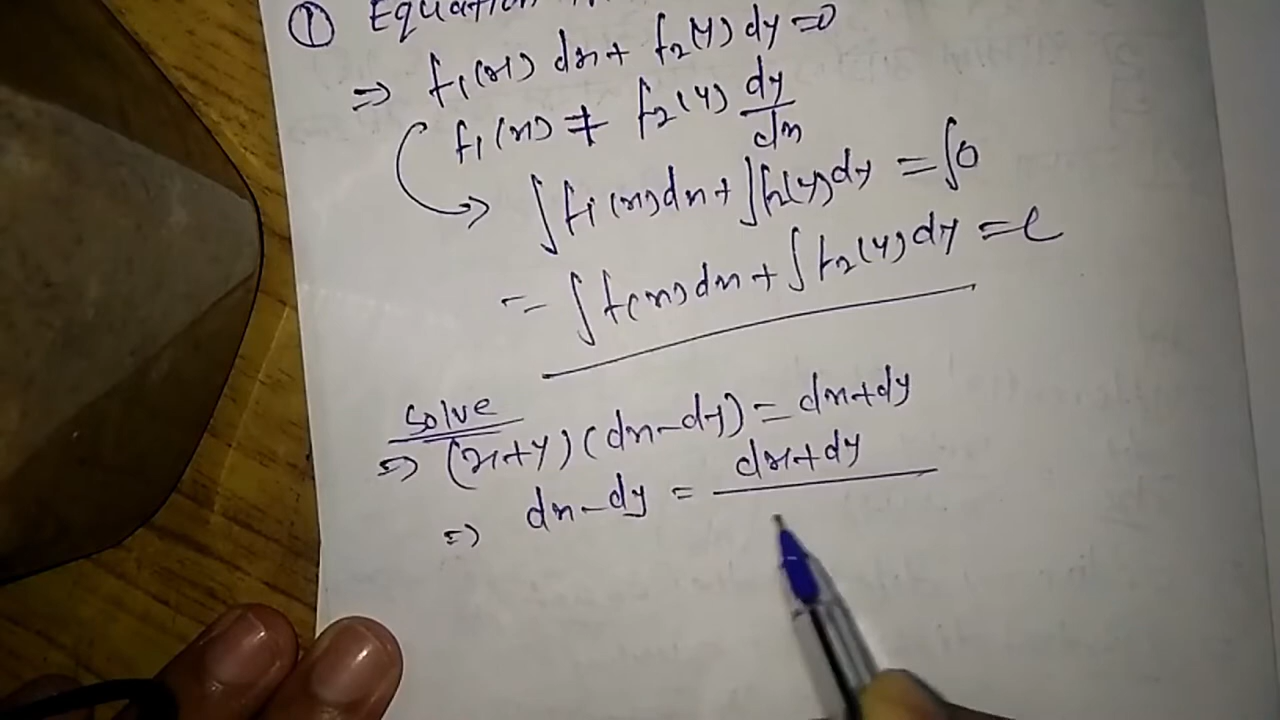 ① Equation
⇒ f₁(x) dx + f₂(y) dy = 0
f₁(x) ≠ f₂(y) dy/dx
→ ∫f₁(x)dx + ∫f₂(y)dy = ∫0
= ∫f(x)dx + ∫f₂(y)dy = c
Solve
⇒ (x+y)(dx-dy) = dx+dy
⇒ dx-dy = dx+dy